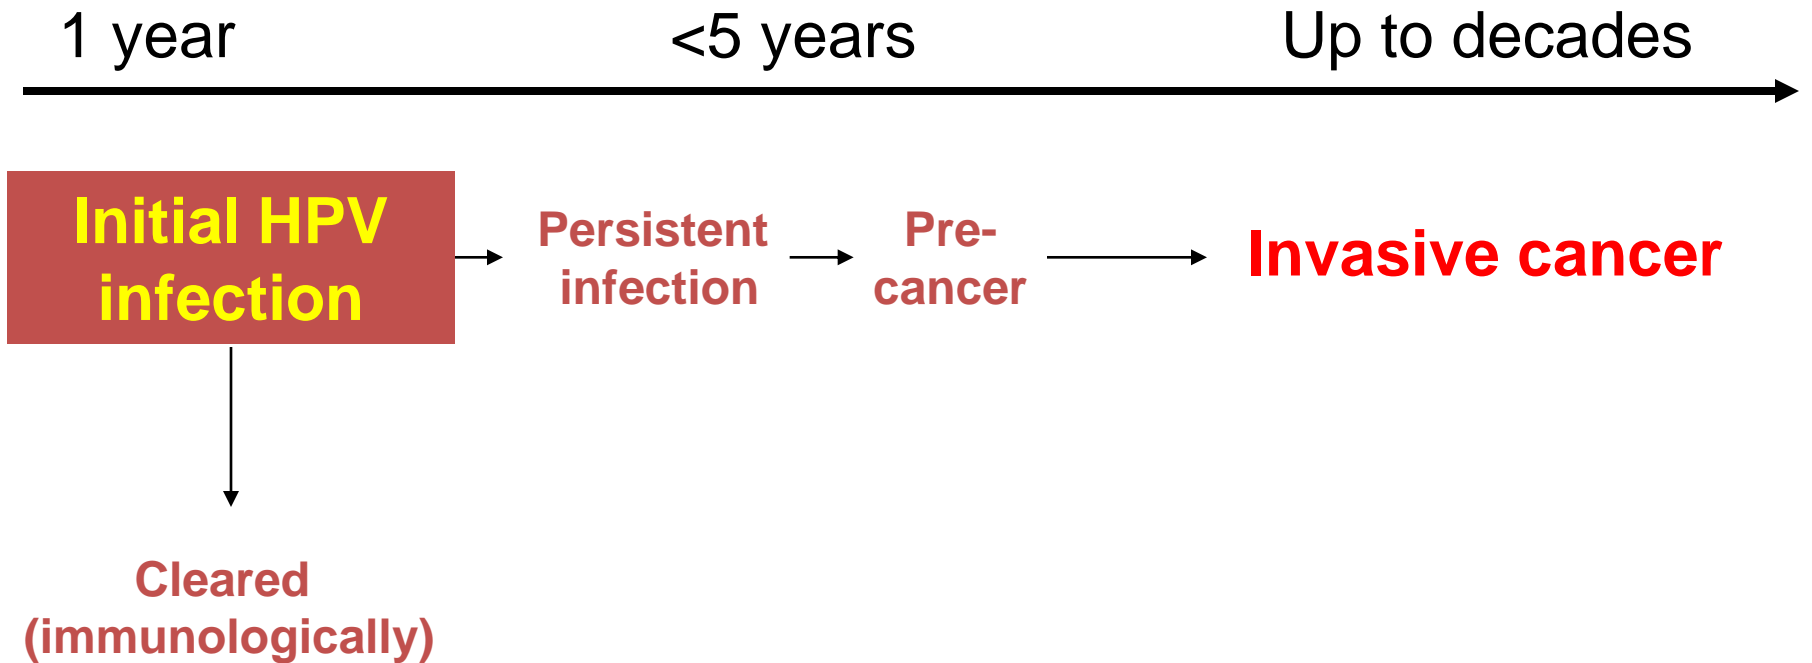 1 year
<5 years
Up to decades
Initial HPV
infection
Persistent
infection
Pre-
cancer
Invasive cancer
Cleared
(immunologically)